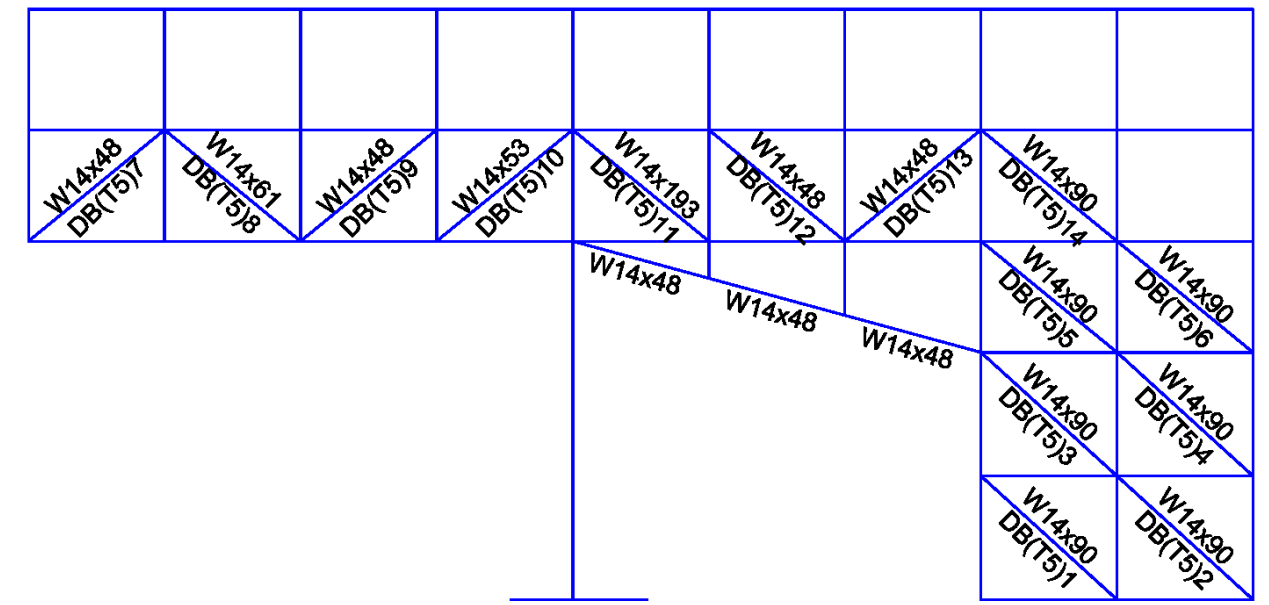 W14x48
DB(T5)7
W14x61
DB(T5)8
W14x48
DB(T5)9
W14x53
DB(T5)10
W14x193
DB(T5)11
W14x48
DB(T5)12
W14x48
DB(T5)13
W14x90
DB(T5)14
W14x48
W14x48
W14x48
W14x90
DB(T5)5
W14x90
DB(T5)6
W14x90
DB(T5)3
W14x90
DB(T5)4
W14x90
DB(T5)1
W14x90
DB(T5)2